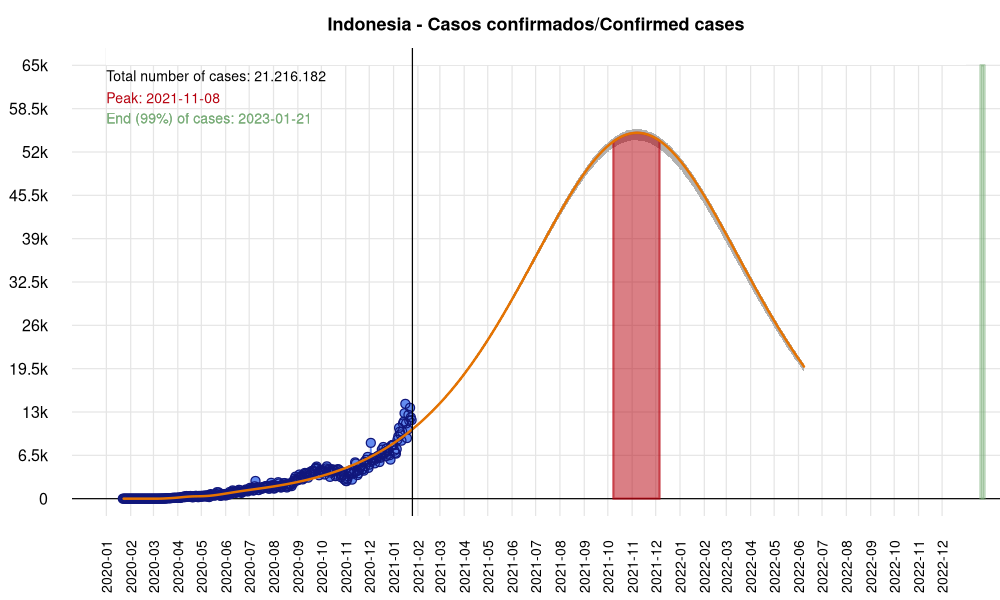 Indonesia - Casos confirmados/Confirmed cases
Total number of cases: 21.216.182
Peak: 2021-11-08
End (99%) of cases: 2023-01-21
65k
58.5k
52k
45.5k
39k
32.5k
26k
19.5k
13k
6.5k
0
2020-01
2020-02
2020-03
2020-04
2020-05
2020-06
2020-07
2020-08
2020-09
2020-10
2020-11
2020-12
2021-01
2021-02
2021-03
2021-04
2021-05
2021-06
2021-07
2021-08
2021-09
2021-10
2021-11
2021-12
2022-01
2022-02
2022-03
2022-04
2022-05
2022-06
2022-07
2022-08
2022-09
2022-10
2022-11
2022-12